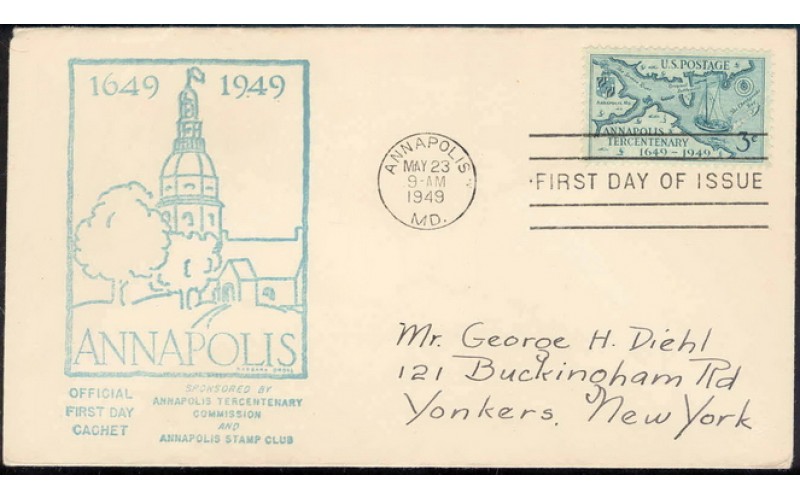 1649 1949
ANNAPOLIS
OFFICIAL
FIRST DAY
CACHET
SPONSORED BY
ANNAPOLIS TERCENTENARY
COMMISSION
AND
ANNAPOLIS STAMP CLUB
ANNAPOLIS
MAY 23
9-AM
1949
MD.
U.S. POSTAGE
ANNAPOLIS
TERCENTENARY
1649-1949
3¢
FIRST DAY OF ISSUE
Mr. George H. Diehl
121 Buckingham Rd
Yonkers, New York